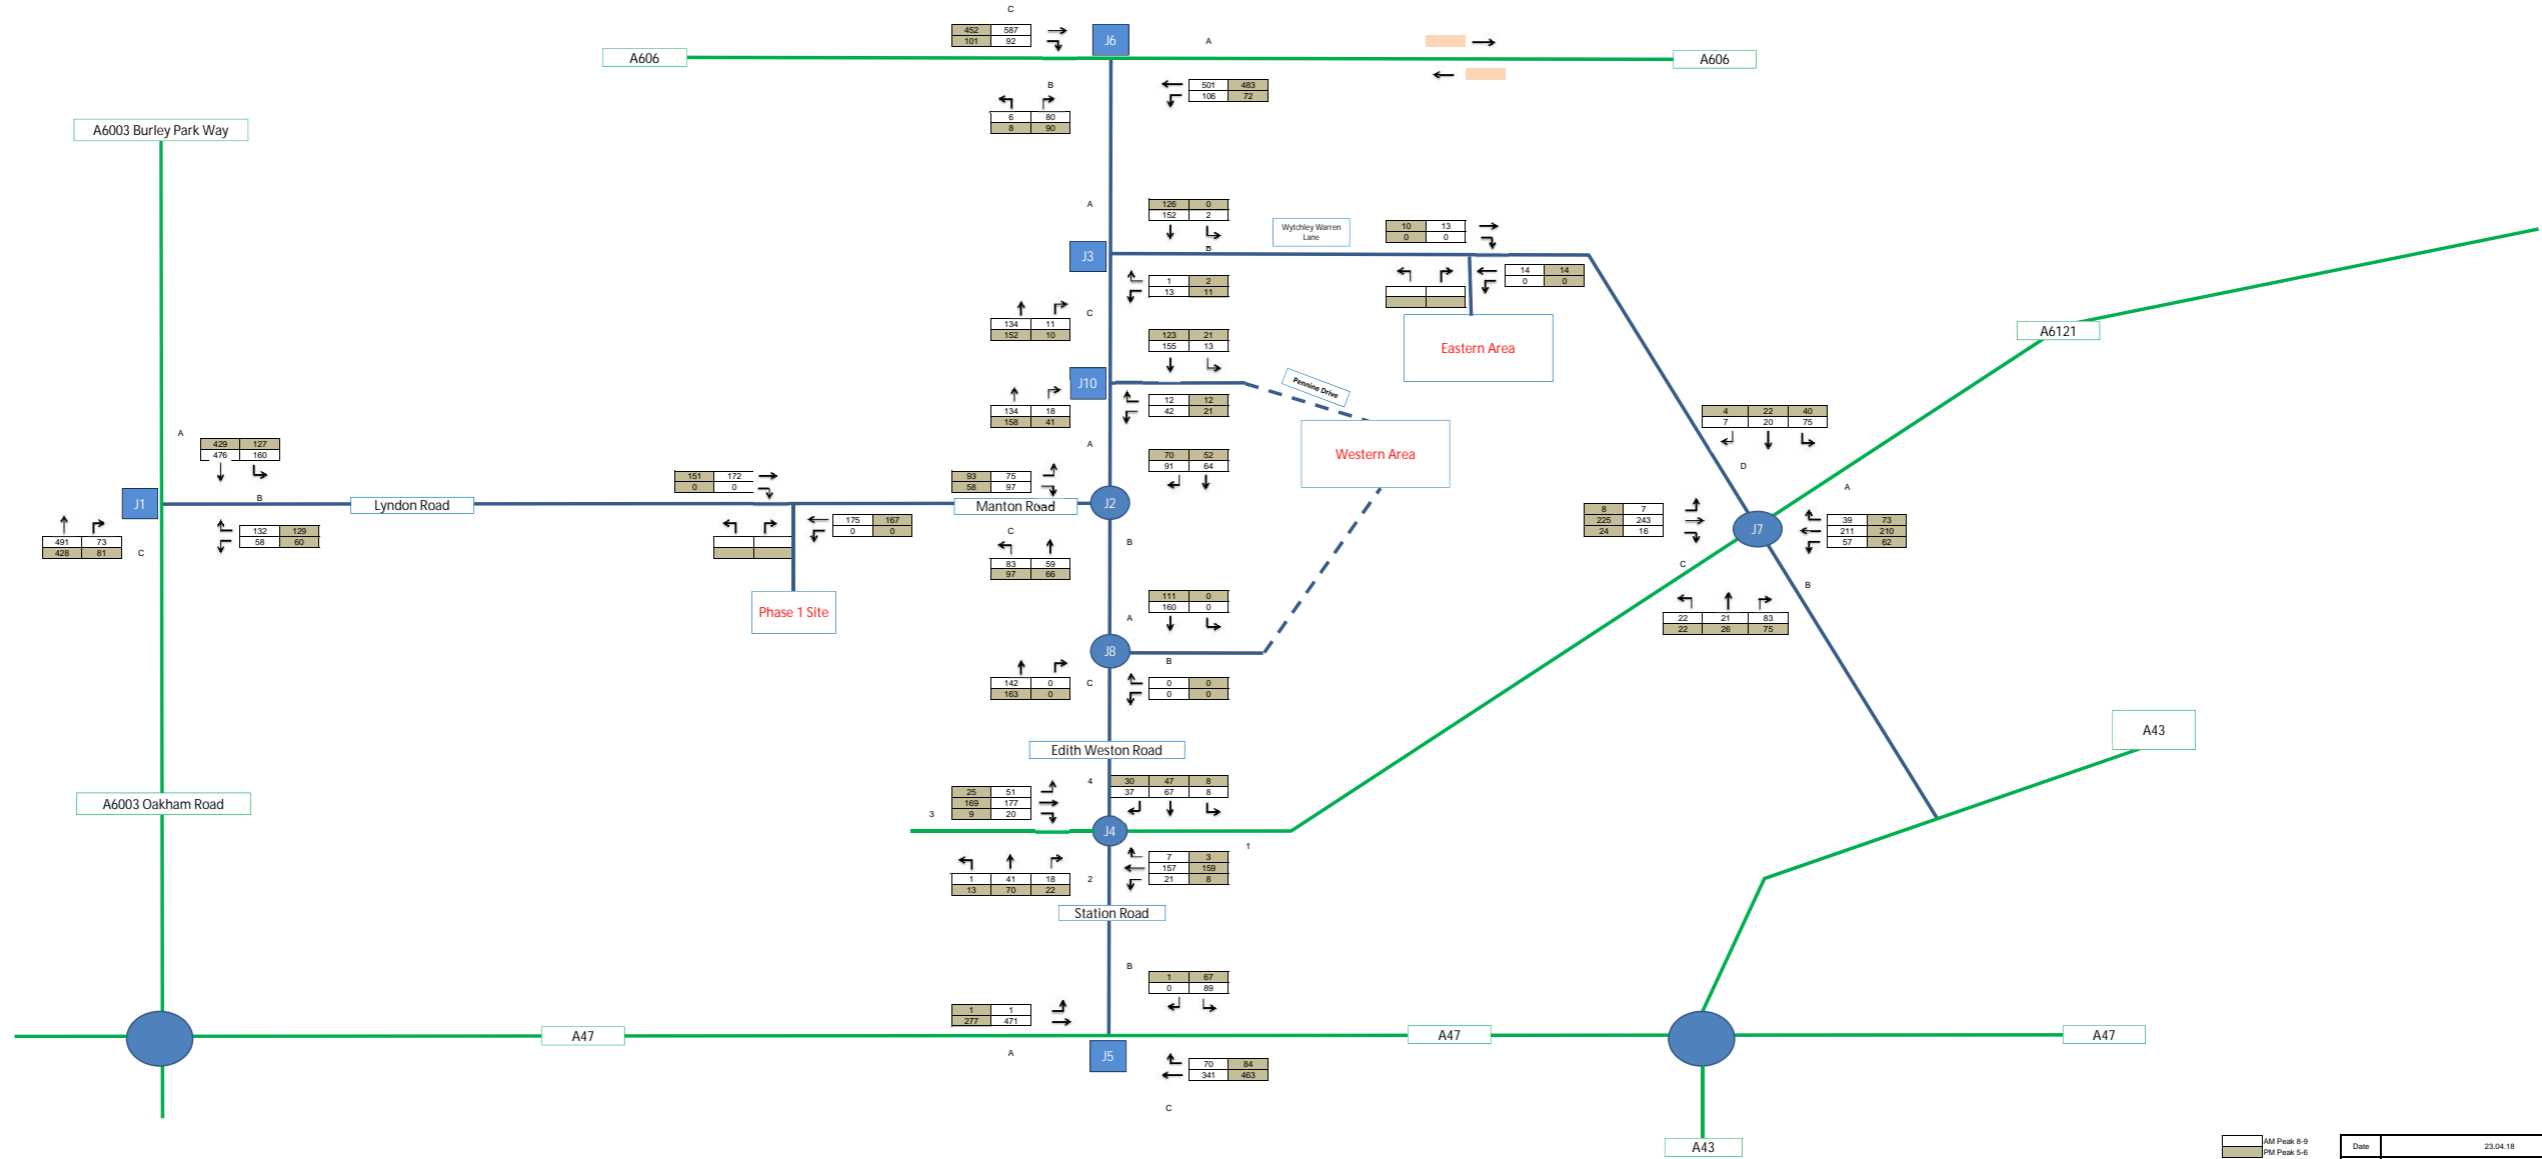 C
452 587
101 92
J6
A
A606
A606
501 483
106 72
B
6 80
8 90
A6003 Burley Park Way
A
126 0
152 2
Wytchley Warren
Lane
10 13
0 0
B
J3
14 14
0 0
1 2
13 11
C
134 11
152 10
A6121
123 21
155 13
Eastern Area
J10
Pennine Drive
12 12
42 21
134 18
158 41
4 22 40
7 20 75
A
429 127
476 160
A
70 52
91 64
Western Area
D
151 172
0 0
93 75
58 97
A
B
J1
Lyndon Road
Manton Road
J2
8 7
225 243
24 16
J7
39 73
211 210
57 62
132 129
58 60
175 167
0 0
491 73
428 81
C
C
83 59
97 66
B
C
B
Phase 1 Site
111 0
160 0
22 21 83
22 26 75
A
J8
B
142 0
163 0
C
0 0
0 0
Edith Weston Road
A43
25 51
169 177
9 20
4
30 47 8
37 67 8
A6003 Oakham Road
3
J4
1
7 3
157 159
21 8
1 41 18
13 70 22
2
Station Road
B
1 67
0 89
1 1
277 471
A47
A47
A47
A
J5
70 84
341 463
C
A43
AM Peak 8-9
PM Peak 5-6
Date 23.04.18